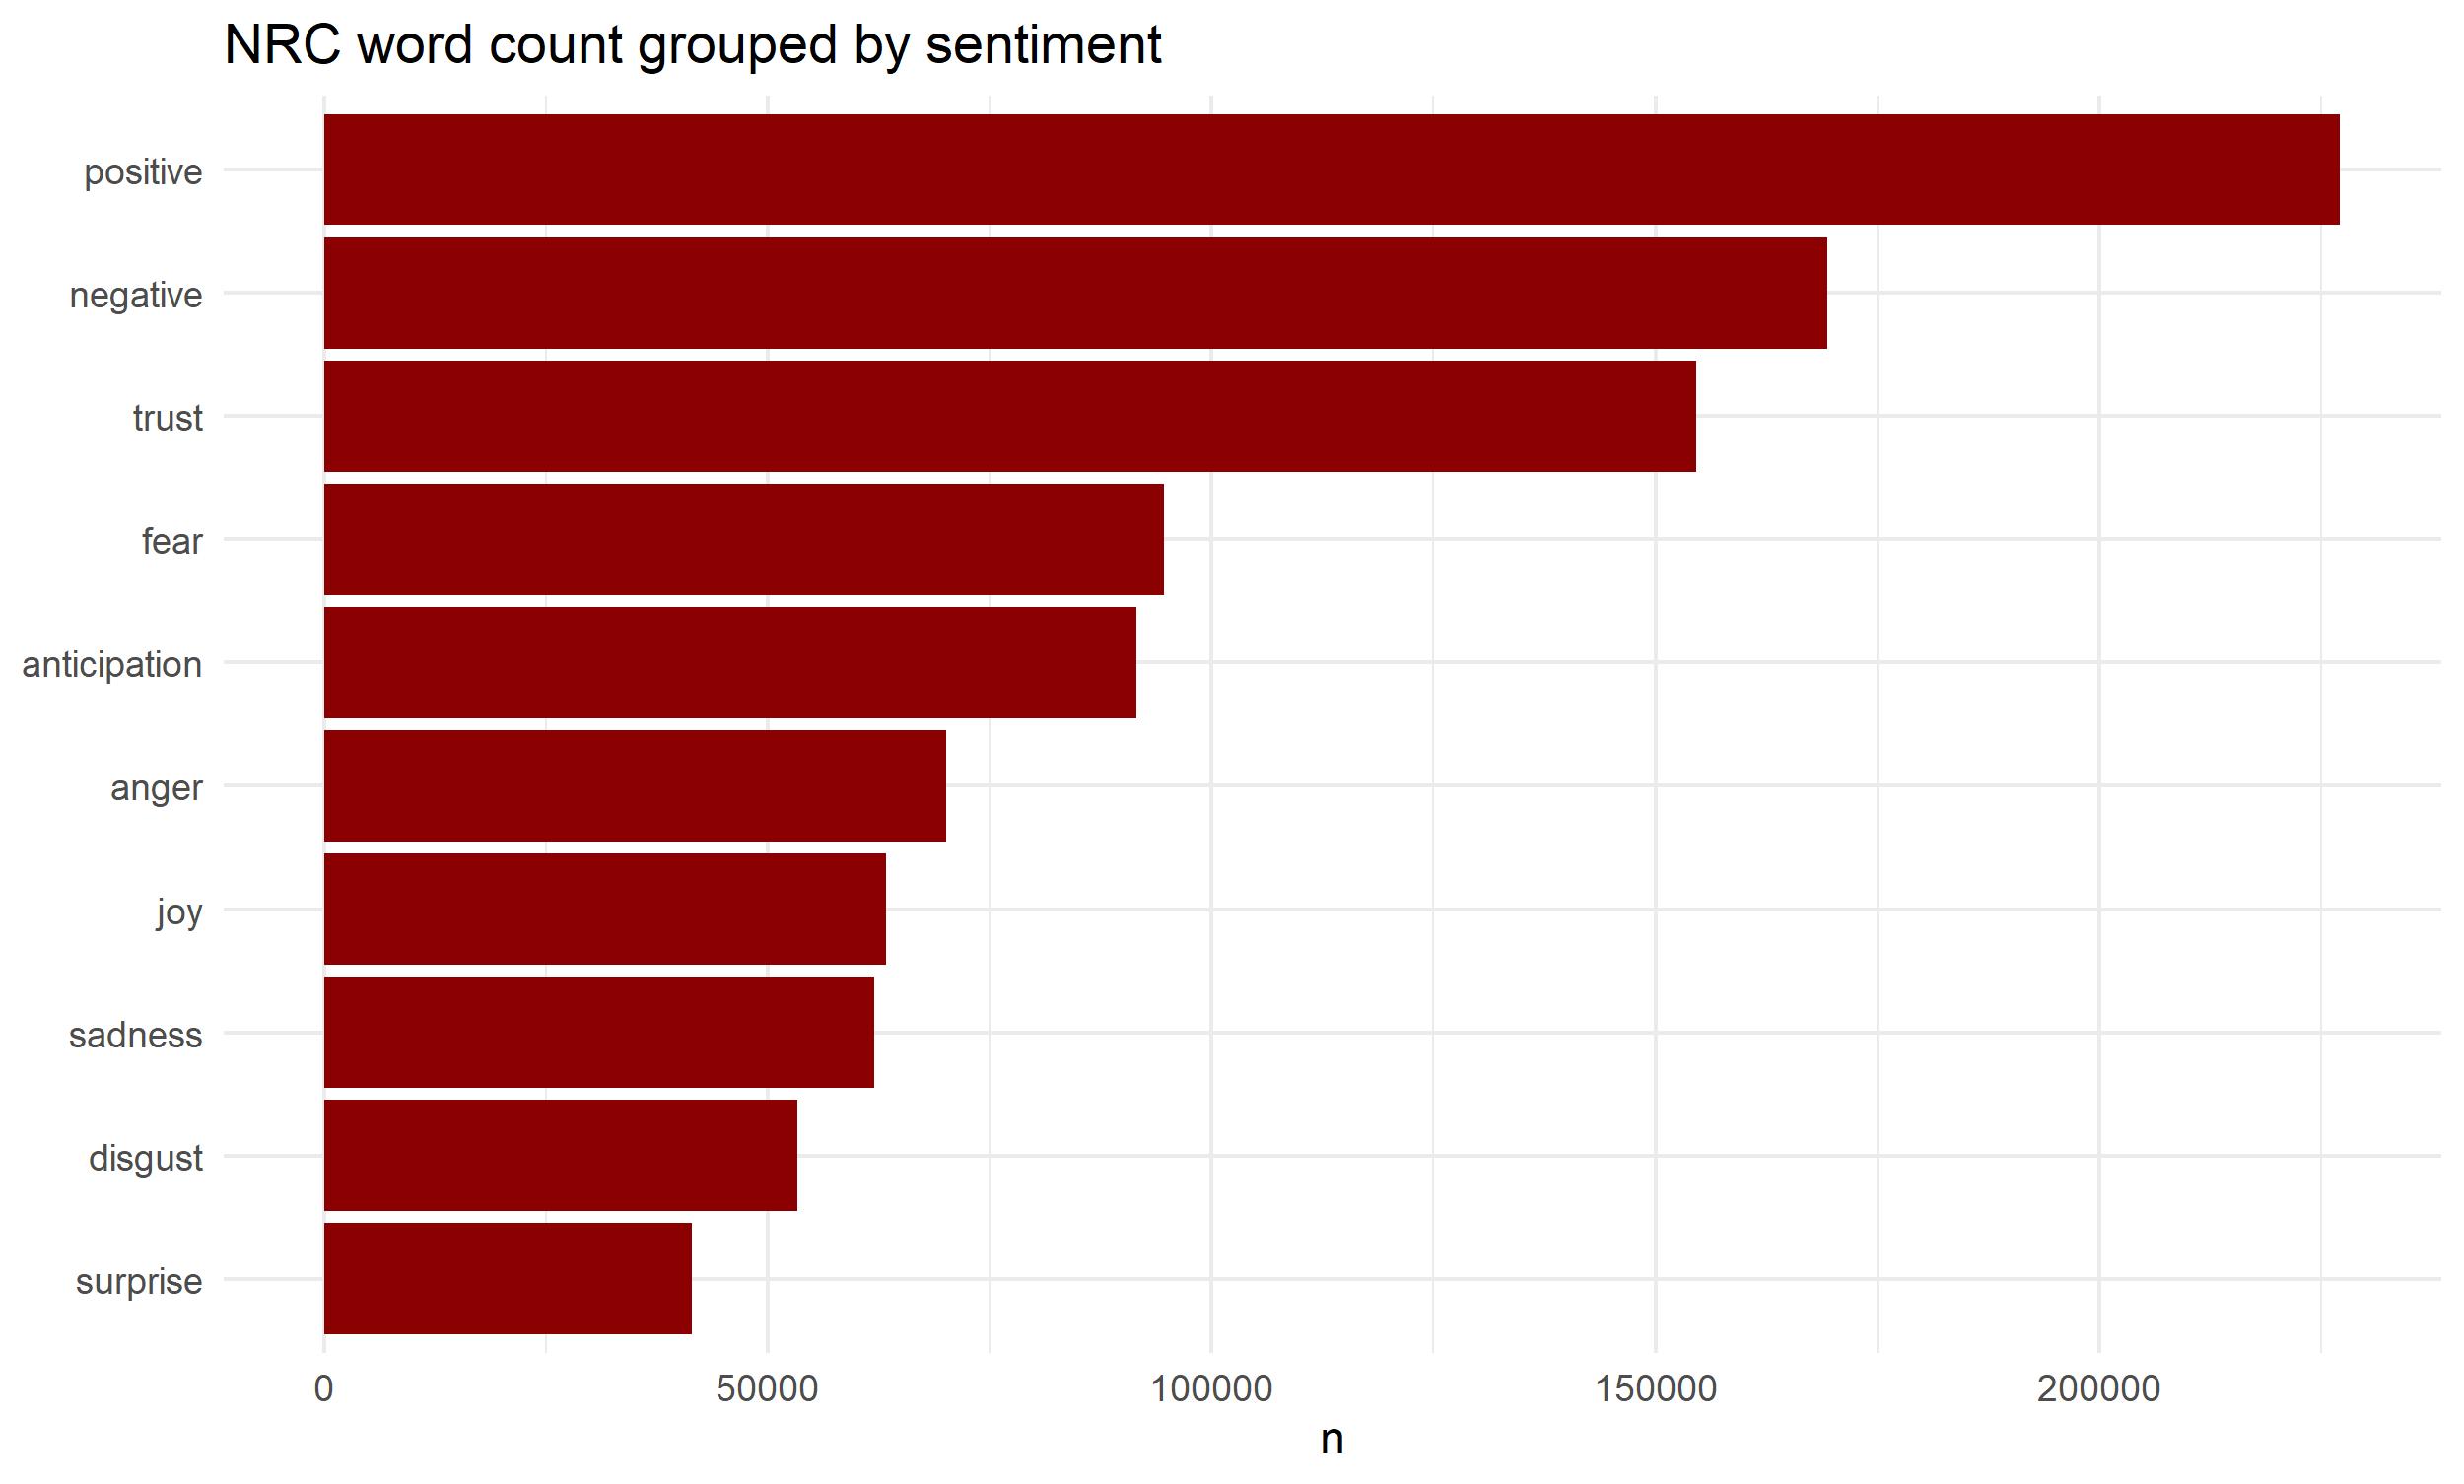 NRC word count grouped by sentiment
positive
negative
trust
fear
anticipation
anger
joy
sadness
disgust
surprise
0 50000 100000 150000 200000
n